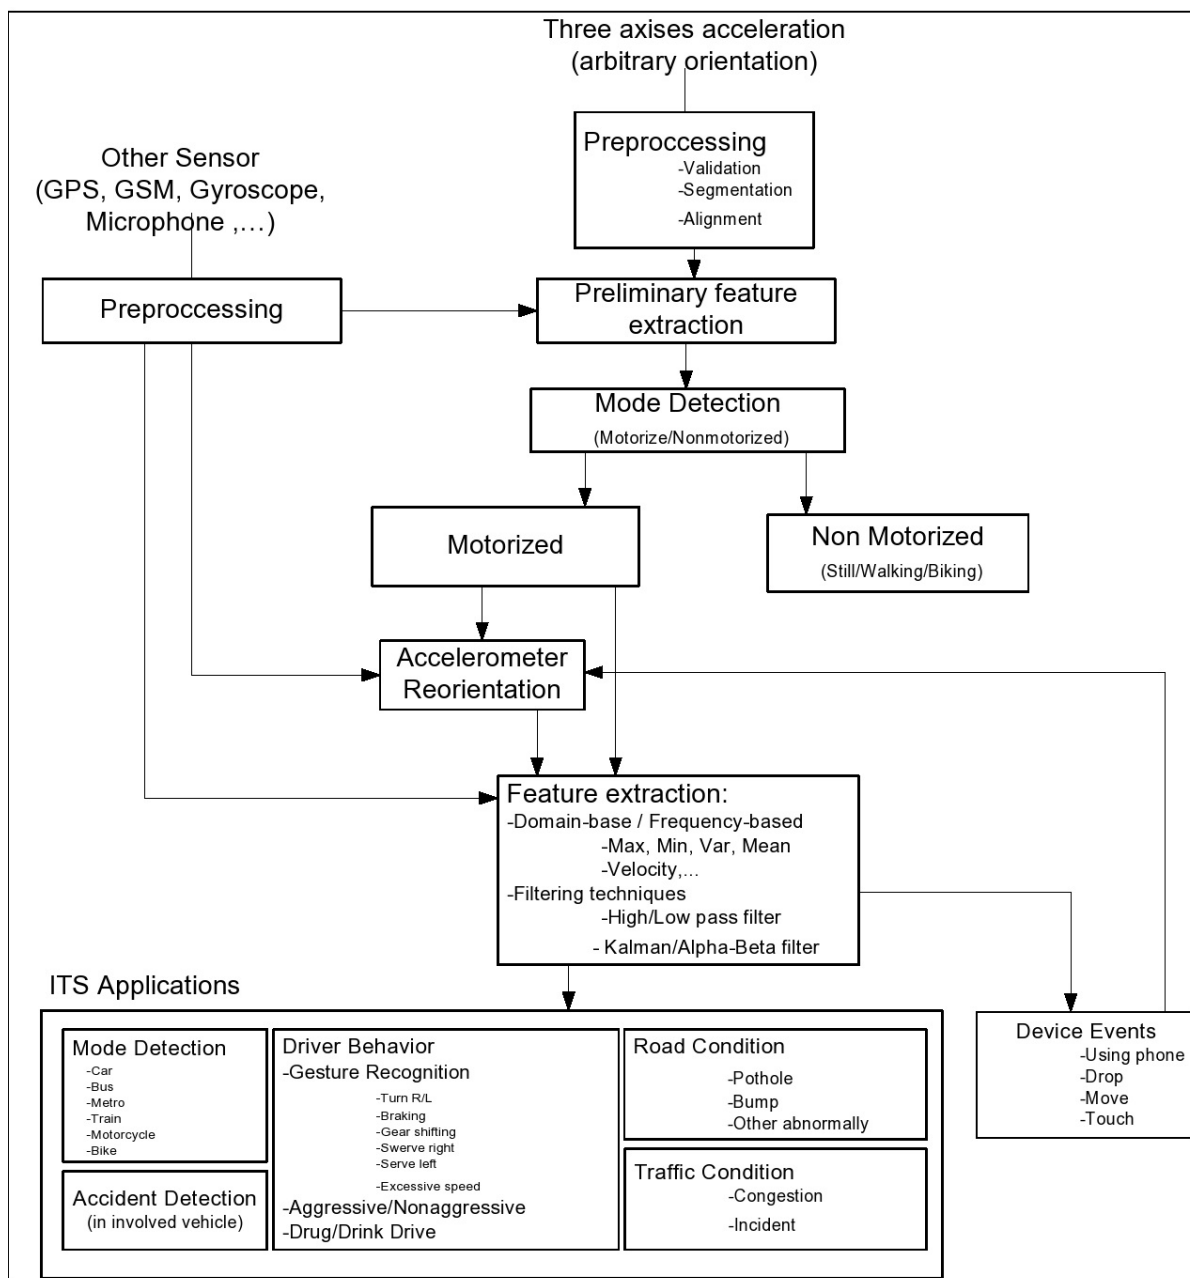 Three axises acceleration
(arbitrary orientation)
Preproccessing
-Validation
-Segmentation
-Alignment
Other Sensor
(GPS, GSM, Gyroscope,
Microphone ,…)
Preproccessing
Preliminary feature
extraction
Mode Detection
(Motorize/Nonmotorized)
Motorized
Non Motorized
(Still/Walking/Biking)
Accelerometer
Reorientation
Feature extraction:
-Domain-base / Frequency-based
-Max, Min, Var, Mean
-Velocity,...
-Filtering techniques
-High/Low pass filter
- Kalman/Alpha-Beta filter
ITS Applications
Mode Detection
-Car
-Bus
-Metro
-Train
-Motorcycle
-Bike
Accident Detection
(in involved vehicle)
Driver Behavior
-Gesture Recognition
-Turn R/L
-Braking
-Gear shifting
-Swerve right
-Serve left
-Excessive speed
-Aggressive/Nonaggressive
-Drug/Drink Drive
Road Condition
-Pothole
-Bump
-Other abnormally
Traffic Condition
-Congestion
-Incident
Device Events
-Using phone
-Drop
-Move
-Touch